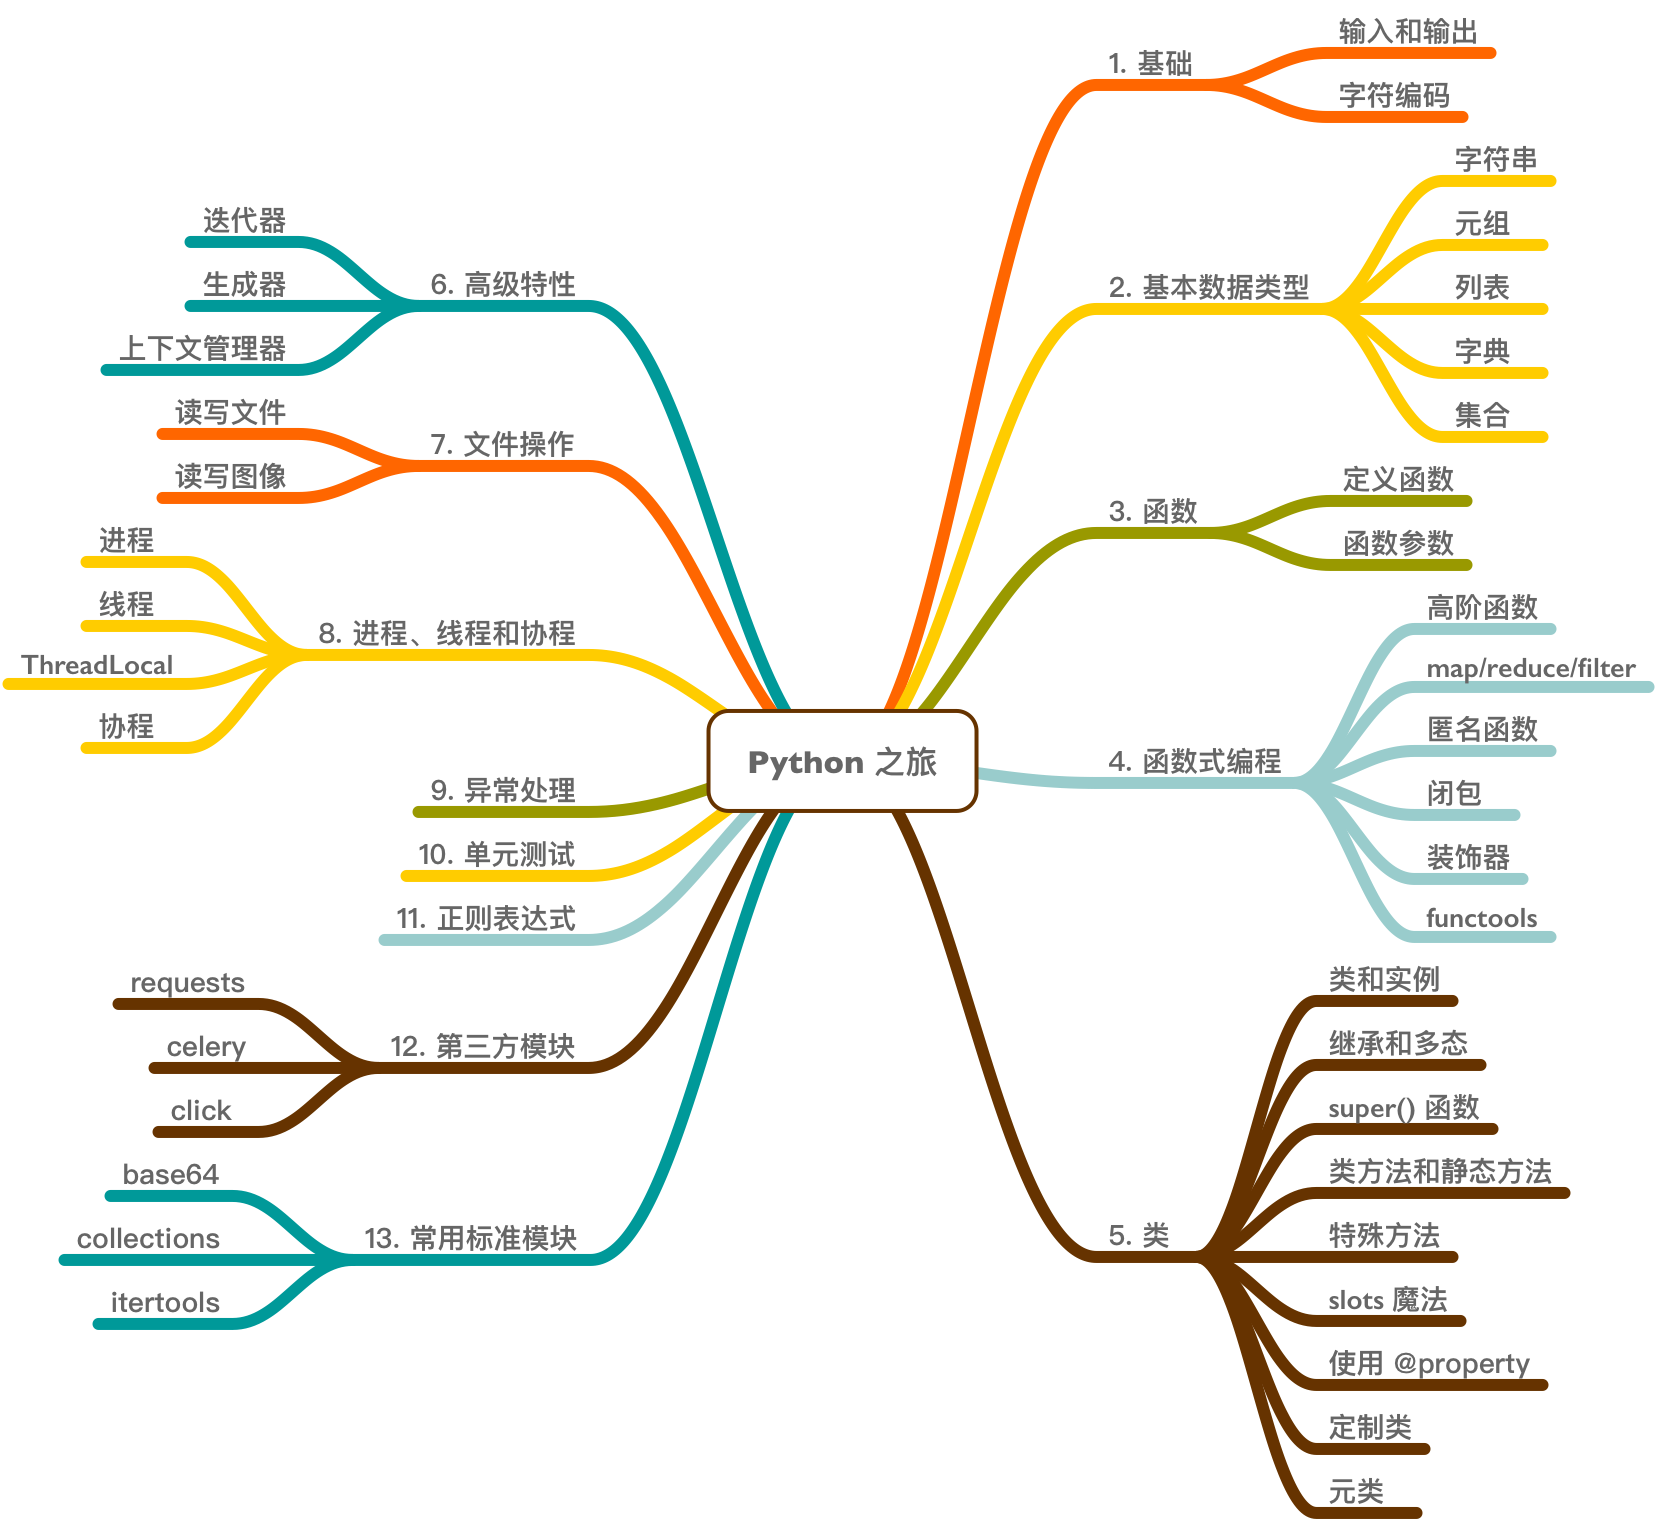 Python 之旅
1. 基础
输入和输出
字符编码
2. 基本数据类型
字符串
元组
列表
字典
集合
3. 函数
定义函数
函数参数
4. 函数式编程
高阶函数
map/reduce/filter
匿名函数
闭包
装饰器
functools
5. 类
类和实例
继承和多态
super() 函数
类方法和静态方法
特殊方法
slots 魔法
使用 @property
定制类
元类
6. 高级特性
迭代器
生成器
上下文管理器
7. 文件操作
读写文件
读写图像
8. 进程、线程和协程
进程
线程
ThreadLocal
协程
9. 异常处理
10. 单元测试
11. 正则表达式
12. 第三方模块
requests
celery
click
13. 常用标准模块
base64
collections
itertools